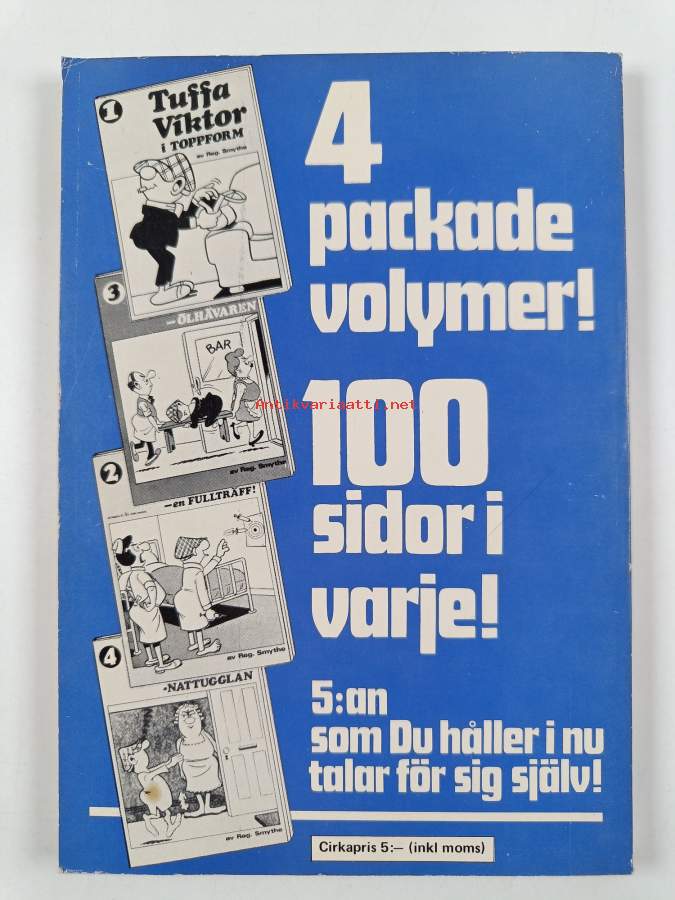 1
Tuffa
Viktor
i TOPPFORM
av Reg. Smythe
3
—ÖLHÄVAREN
BAR
av Reg. Smythe
2
—en FULLTRÄFF!
av Reg. Smythe
4
-NATTUGGLAN
av Reg. Smythe
4
packade
volymer!
100
sidor i
varje!
5:an
som Du håller i nu
talar för sig själv!
Cirkapris 5:— (inkl moms)
Antikvariaatti.net